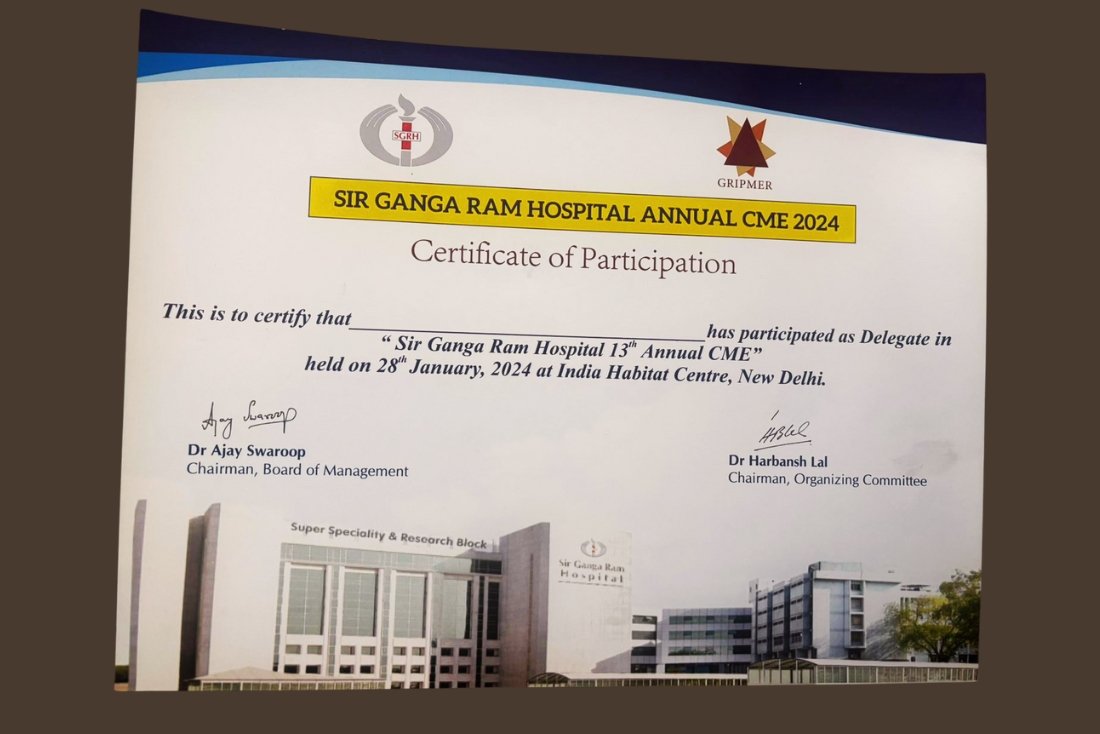 SGRH
GRIPMER
SIR GANGA RAM HOSPITAL ANNUAL CME 2024
Certificate of Participation
This is to certify that____________________has participated as Delegate in
“ Sir Ganga Ram Hospital 13th Annual CME”
held on 28th January, 2024 at India Habitat Centre, New Delhi.
Ajay Swaroop
Dr Ajay Swaroop
Chairman, Board of Management
Dr Harbansh Lal
Chairman, Organizing Committee
Super Speciality & Research Block
Sir Ganga Ram
Hospital